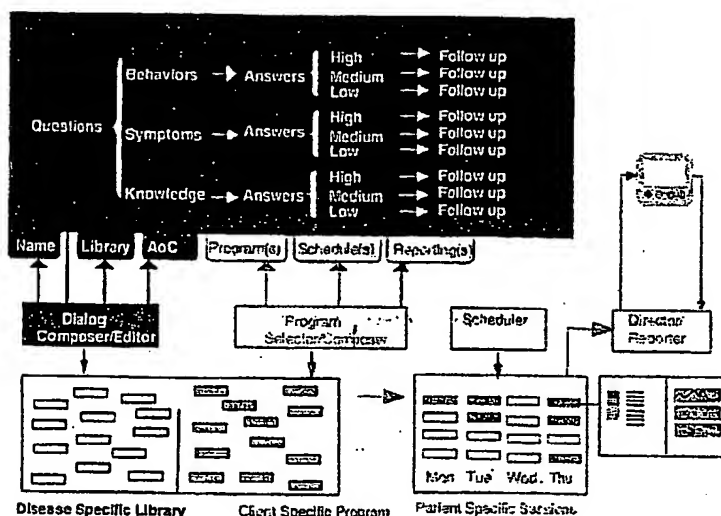 High → Follow up
Behaviors → Answers Medium → Follow up
Low → Follow up
High → Follow up
Questions Symptoms → Answers Medium → Follow up
Low → Follow up
High → Follow up
Knowledge → Answers Medium → Follow up
Low → Follow up
Name Library AoC Program(s) Schedule(s) Reporting(s)
Dialog
Composer/Editor
Program
Selector/Composer
Scheduler
Director/
Reporter
Mon Tue Wed. Thu
Disease Specific Library Client Specific Program Patient Specific Sessions